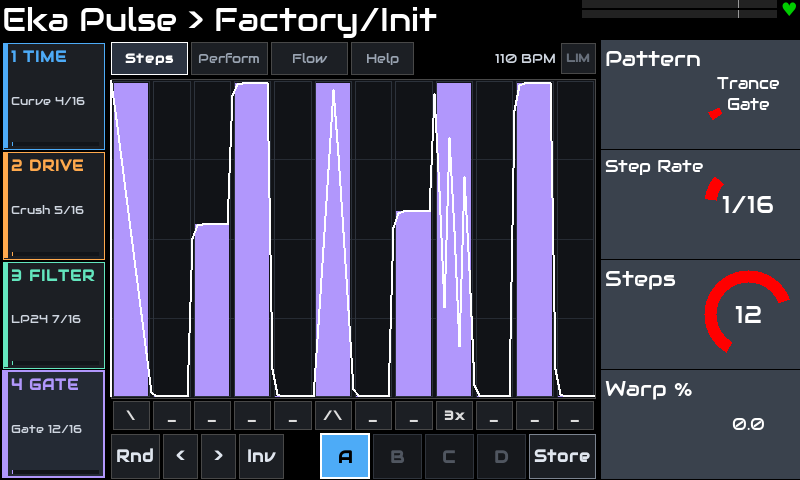 Eka Pulse > Factory/Init
1 TIME
Curve 4/16
2 DRIVE
Crush 5/16
3 FILTER
LP24 7/16
4 GATE
Gate 12/16
Steps Perform Flow Help 110 BPM LIM
\ _ _ _ _ /\ _ _ 3x _ _ _
Rnd < > Inv A B C D Store
Pattern
Trance
Gate
Step Rate
1/16
Steps
12
Warp %
0.0